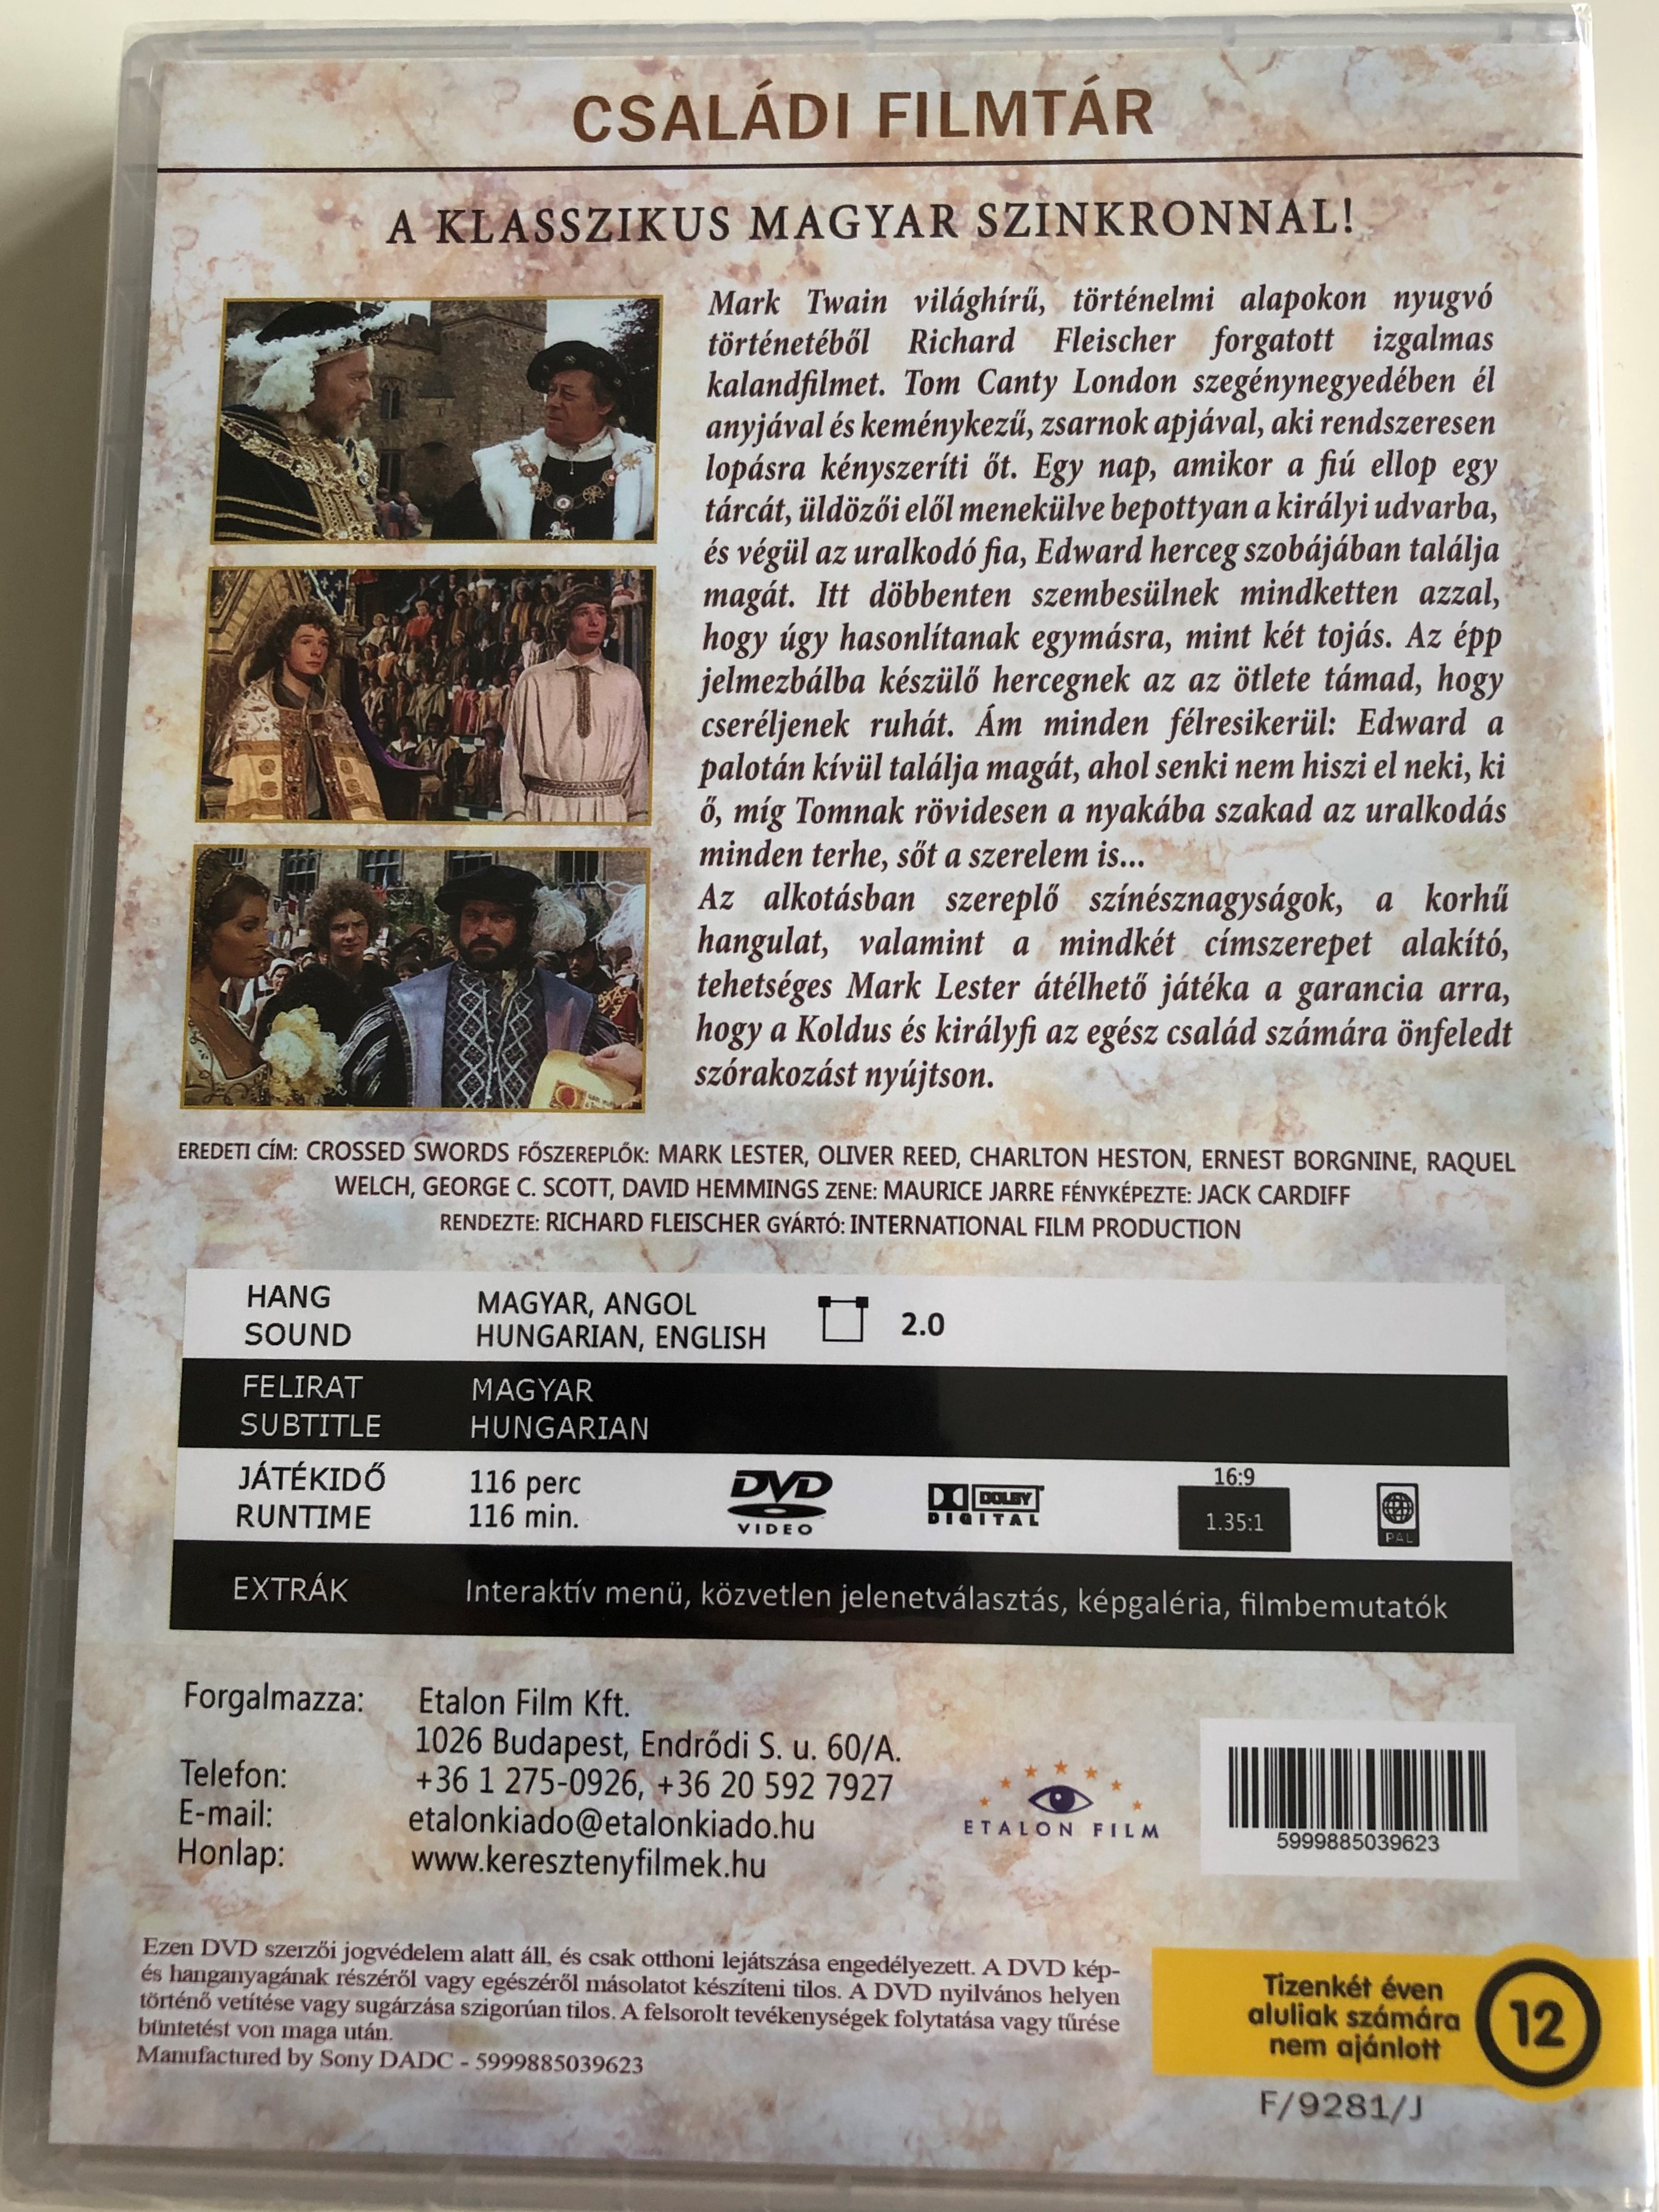 CSALÁDI FILMTÁR
A KLASSZIKUS MAGYAR SZINKRONNAL!
Mark Twain világhírű, történelmi alapokon nyugvó
történetéből Richard Fleischer forgatott izgalmas
kalandfilmet. Tom Canty London szegénynegyedében él
anyjával és keménykezű, zsarnok apjával, aki rendszeresen
lopásra kényszeríti őt. Egy nap, amikor a fiú ellop egy
tárcát, üldözői elől menekülve bepottyan a királyi udvarba,
és végül az uralkodó fia, Edward herceg szobájában találja
magát. Itt döbbenten szembesülnek mindketten azzal,
hogy úgy hasonlítanak egymásra, mint két tojás. Az épp
jelmezbálba készülő hercegnek az az ötlete támad, hogy
cseréljenek ruhát. Ám minden félresikerül: Edward a
palotán kívül találja magát, ahol senki nem hiszi el neki, ki
ő, míg Tomnak rövidesen a nyakába szakad az uralkodás
minden terhe, sőt a szerelem is...
Az alkotásban szereplő színésznagyságok, a korhű
hangulat, valamint a mindkét címszerepet alakító,
tehetséges Mark Lester átélhető játéka a garancia arra,
hogy a Koldus és királyfi az egész család számára önfeledt
szórakozást nyújtson.
EREDETI CÍM: CROSSED SWORDS FŐSZEREPLŐK: MARK LESTER, OLIVER REED, CHARLTON HESTON, ERNEST BORGNINE, RAQUEL
WELCH, GEORGE C. SCOTT, DAVID HEMMINGS ZENE: MAURICE JARRE FÉNYKÉPEZTE: JACK CARDIFF
RENDEZTE: RICHARD FLEISCHER GYÁRTÓ: INTERNATIONAL FILM PRODUCTION
HANG MAGYAR, ANGOL
SOUND HUNGARIAN, ENGLISH 2.0
FELIRAT MAGYAR
SUBTITLE HUNGARIAN
JÁTÉKIDŐ 116 perc
RUNTIME 116 min.
DVD
VIDEO
DOLBY
DIGITAL
16:9
1.35:1
PAL
EXTRÁK Interaktív menü, közvetlen jelenetválasztás, képgaléria, filmbemutatók
Forgalmazza: Etalon Film Kft.
1026 Budapest, Endrődi S. u. 60/A.
Telefon: +36 1 275-0926, +36 20 592 7927
E-mail: etalonkiado@etalonkiado.hu
Honlap: www.keresztenyfilmek.hu
ETALON FILM
5999885039623
Ezen DVD szerzői jogvédelem alatt áll, és csak otthoni lejátszása engedélyezett. A DVD kép-
és hanganyagának részéről vagy egészéről másolatot készíteni tilos. A DVD nyilvános helyen
történő vetítése vagy sugárzása szigorúan tilos. A felsorolt tevékenységek folytatása vagy tűrése
büntetést von maga után.
Manufactured by Sony DADC - 5999885039623
Tizenkét éven
aluliak számára
nem ajánlott
12
F/9281/J